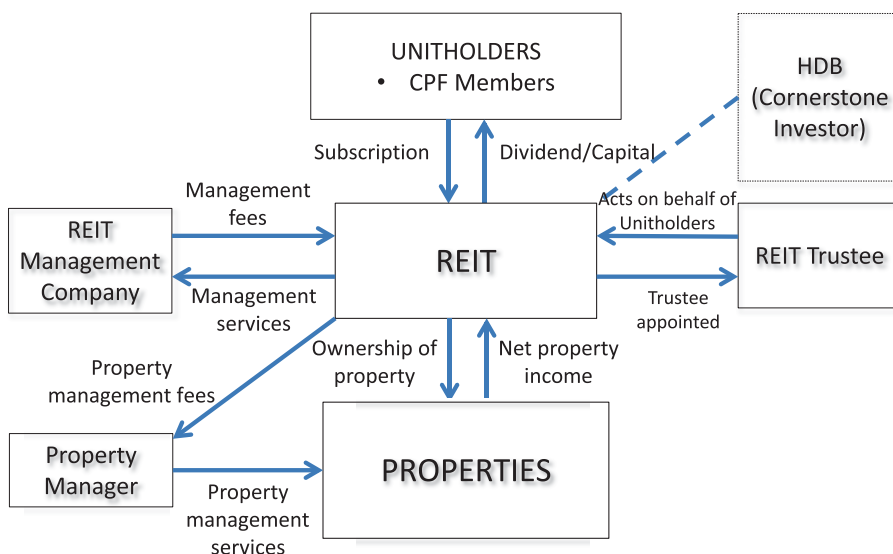 UNITHOLDERS
• CPF Members
HDB
(Cornerstone
Investor)
Subscription
Dividend/Capital
Management
fees
Acts on behalf of
Unitholders
REIT
Management
Company
REIT
REIT Trustee
Management
services
Trustee
appointed
Ownership of
property
Net property
income
Property
management fees
Property
Manager
PROPERTIES
Property
management
services